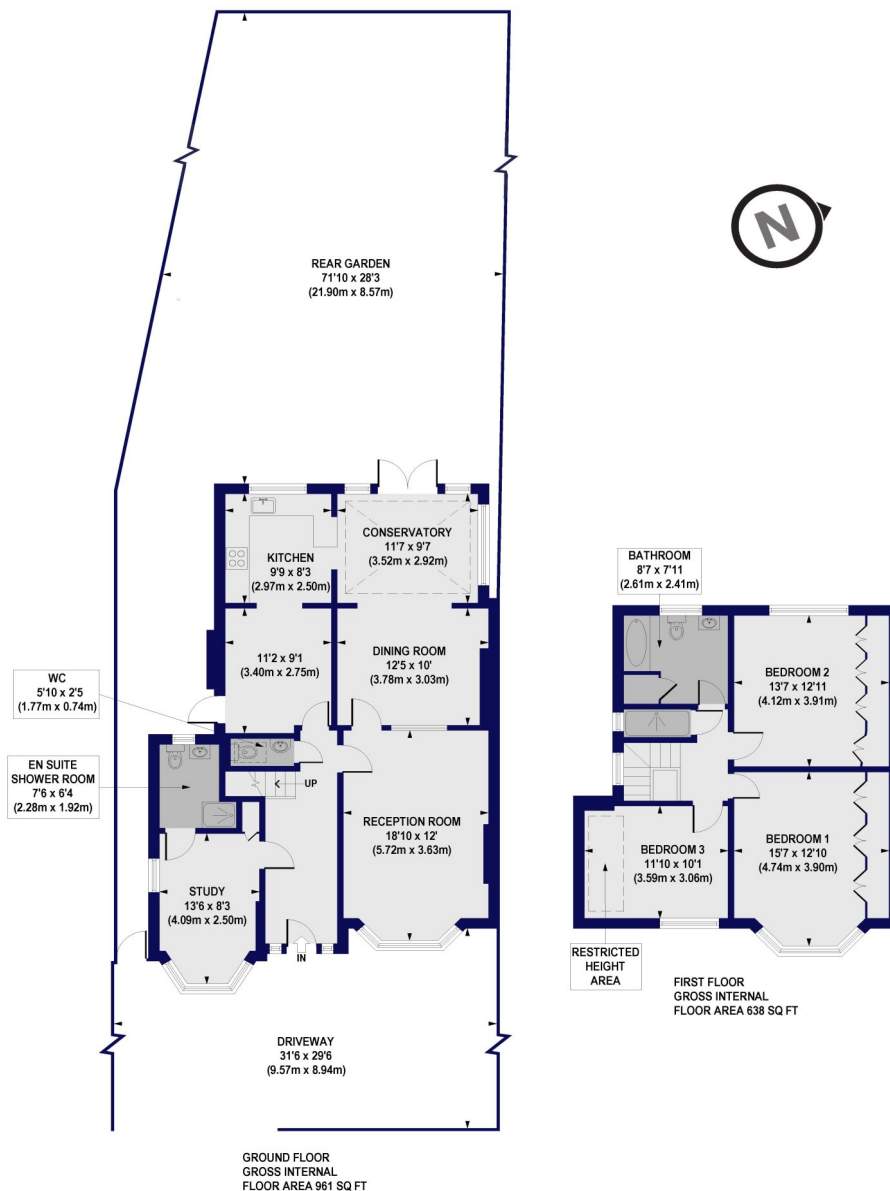 REAR GARDEN
71'10 x 28'3
(21.90m x 8.57m)
N
KITCHEN
9'9 x 8'3
(2.97m x 2.50m)
CONSERVATORY
11'7 x 9'7
(3.52m x 2.92m)
11'2 x 9'1
(3.40m x 2.75m)
DINING ROOM
12'5 x 10'
(3.78m x 3.03m)
WC
5'10 x 2'5
(1.77m x 0.74m)
EN SUITE
SHOWER ROOM
7'6 x 6'4
(2.28m x 1.92m)
UP
RECEPTION ROOM
18'10 x 12'
(5.72m x 3.63m)
STUDY
13'6 x 8'3
(4.09m x 2.50m)
IN
DRIVEWAY
31'6 x 29'6
(9.57m x 8.94m)
GROUND FLOOR
GROSS INTERNAL
FLOOR AREA 961 SQ FT
BATHROOM
8'7 x 7'11
(2.61m x 2.41m)
BEDROOM 2
13'7 x 12'11
(4.12m x 3.91m)
BEDROOM 1
15'7 x 12'10
(4.74m x 3.90m)
BEDROOM 3
11'10 x 10'1
(3.59m x 3.06m)
RESTRICTED
HEIGHT
AREA
FIRST FLOOR
GROSS INTERNAL
FLOOR AREA 638 SQ FT